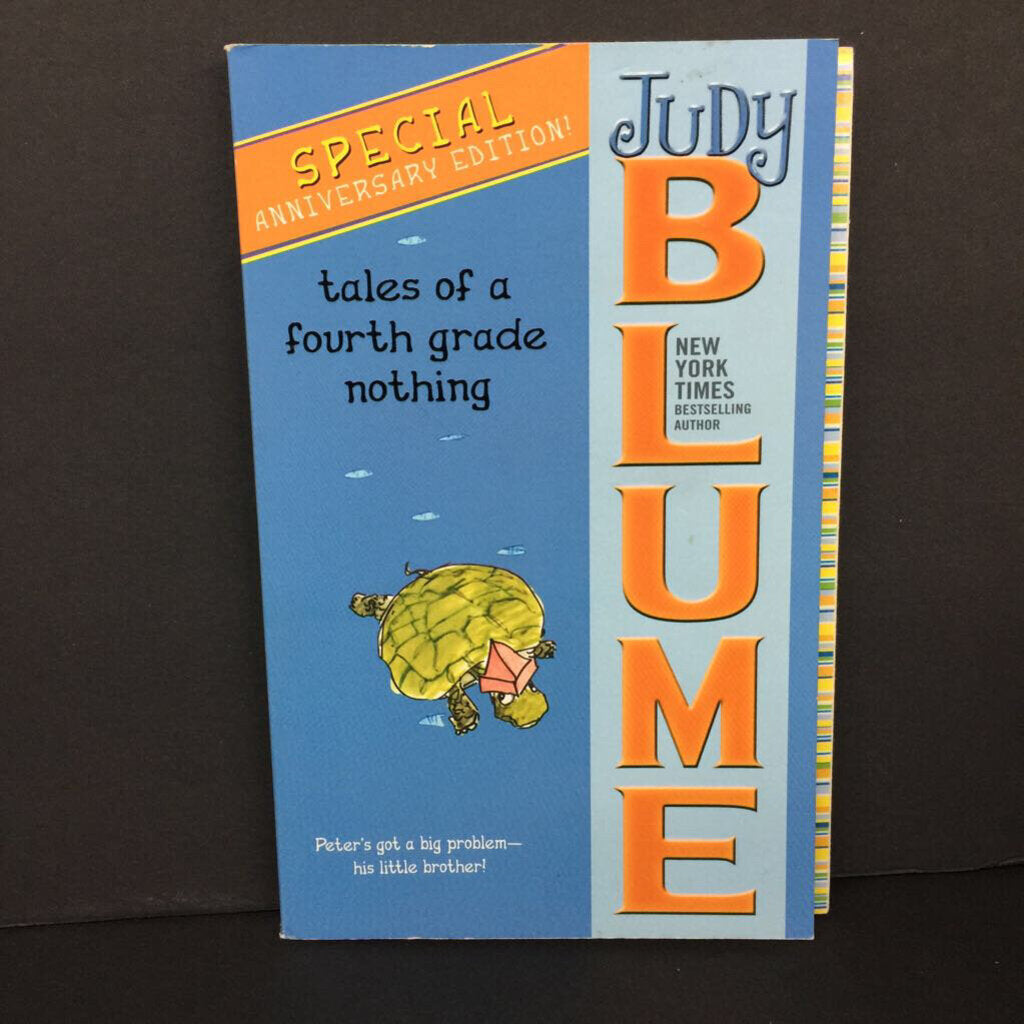 SPECIAL
ANNIVERSARY EDITION!
tales of a
fourth grade
nothing
Peter's got a big problem—
his little brother!
JUDY
BLUME
NEW
YORK
TIMES
BESTSELLING
AUTHOR